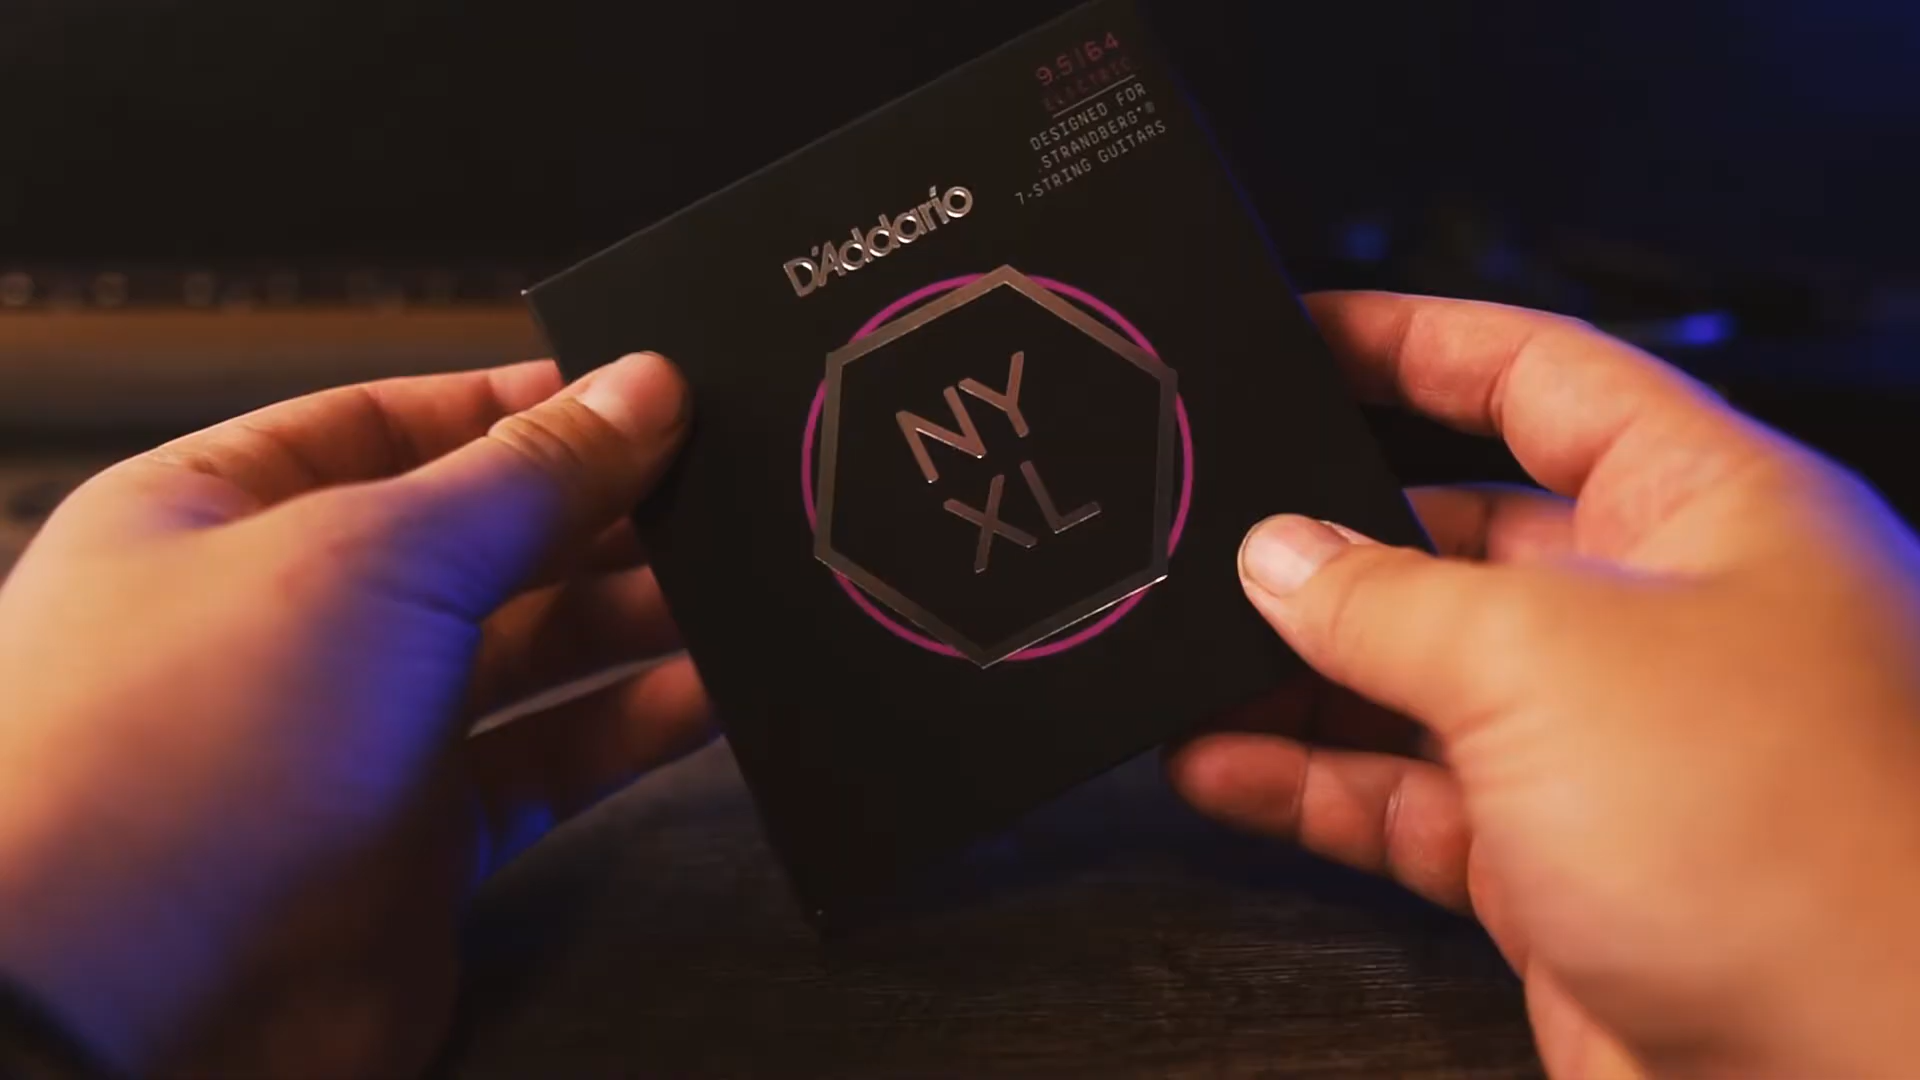 9.5|64
ELECTRIC
DESIGNED FOR
.STRANDBERG*®
7-STRING GUITARS
D'Addario
NY
XL